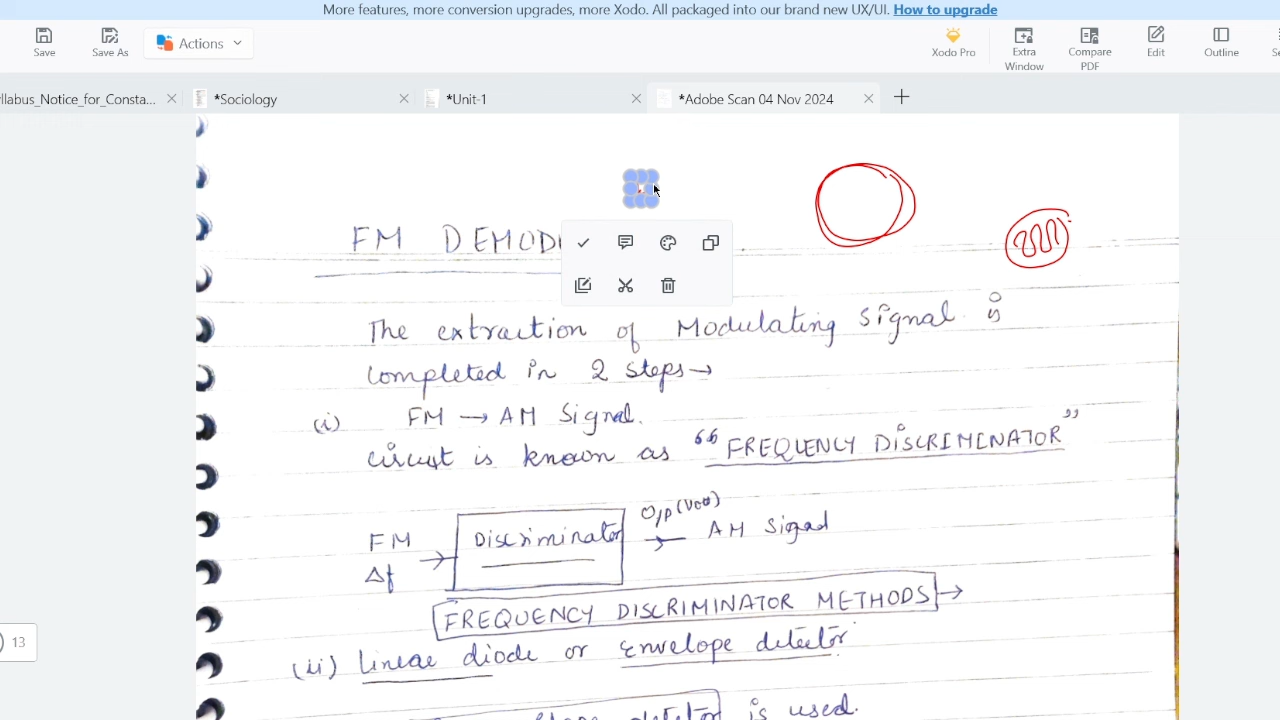 More features, more conversion upgrades, more Xodo. All packaged into our brand new UX/UI. How to upgrade
Save
Save As
Actions
Xodo Pro
Extra Window
Compare PDF
Edit
Outline
llabus_Notice_for_Consta...
*Sociology
*Unit-1
*Adobe Scan 04 Nov 2024
FM DEMOD
The extraction of Modulating Signal is
completed in 2 steps→
(i) FM → AM Signal.
circuit is known as "FREQUENCY DISCRIMINATOR"
O/p (Vout)
FM → Discriminator → AM Signal
Δf
FREQUENCY DISCRIMINATOR METHODS →
13
(ii) linear diode or Envelope detector
detector is used.